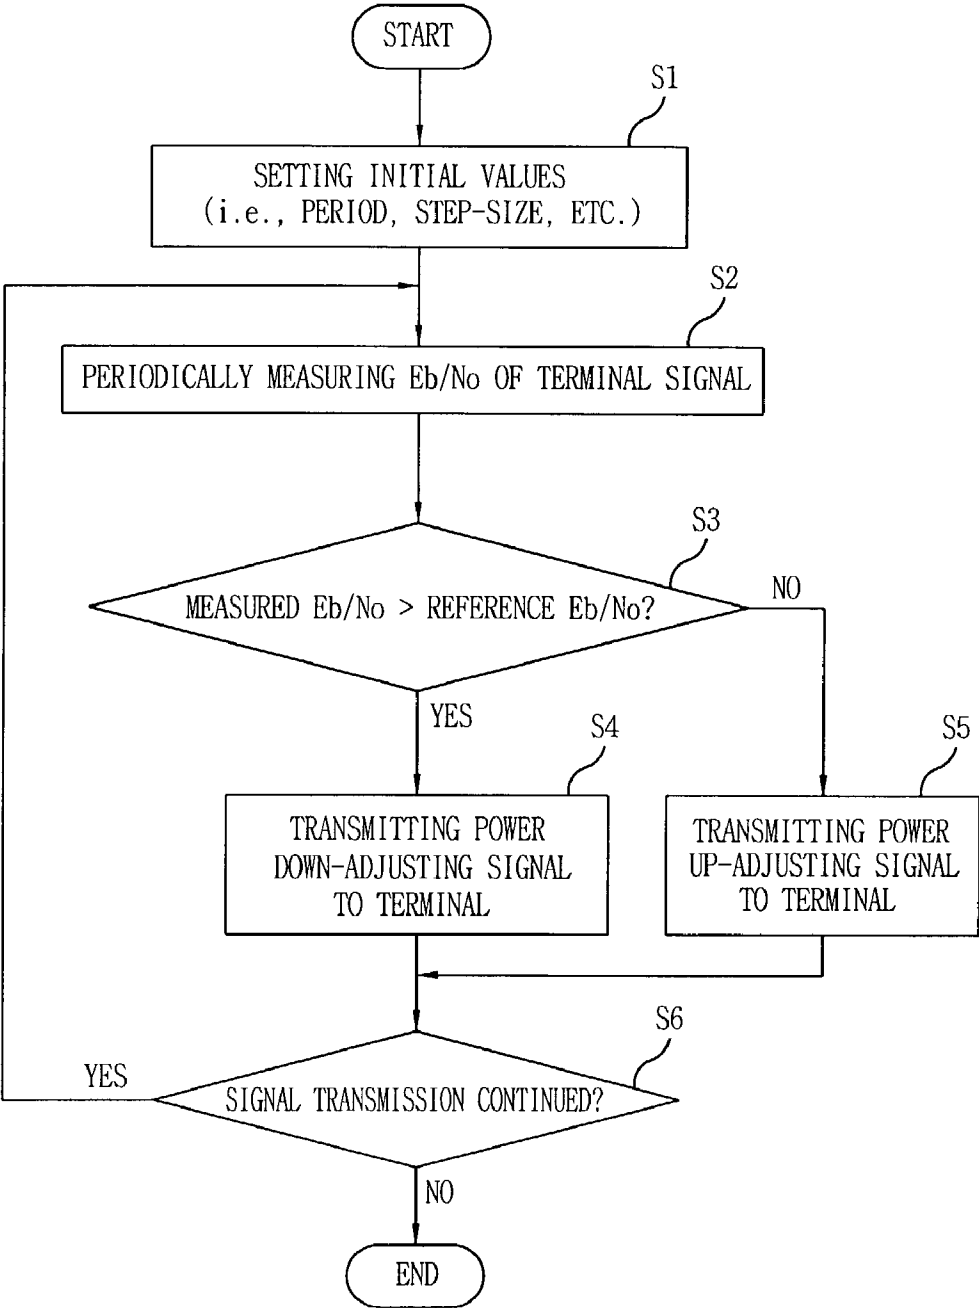 START
S1
SETTING INITIAL VALUES
(i.e., PERIOD, STEP-SIZE, ETC.)
S2
PERIODICALLY MEASURING Eb/No OF TERMINAL SIGNAL
S3
MEASURED Eb/No > REFERENCE Eb/No?
NO
YES
S4
TRANSMITTING POWER
DOWN-ADJUSTING SIGNAL
TO TERMINAL
S5
TRANSMITTING POWER
UP-ADJUSTING SIGNAL
TO TERMINAL
S6
YES
SIGNAL TRANSMISSION CONTINUED?
NO
END